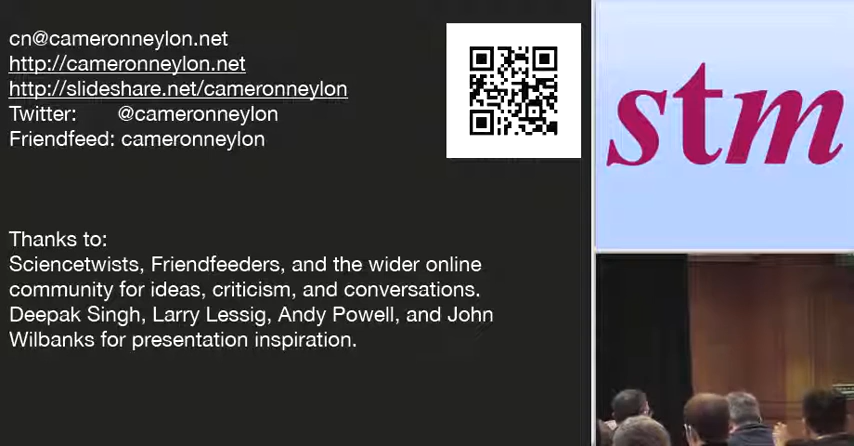 cn@cameronneylon.net
http://cameronneylon.net
http://slideshare.net/cameronneylon
Twitter: @cameronneylon
Friendfeed: cameronneylon
Thanks to:
Sciencetwists, Friendfeeders, and the wider online
community for ideas, criticism, and conversations.
Deepak Singh, Larry Lessig, Andy Powell, and John
Wilbanks for presentation inspiration.
stm